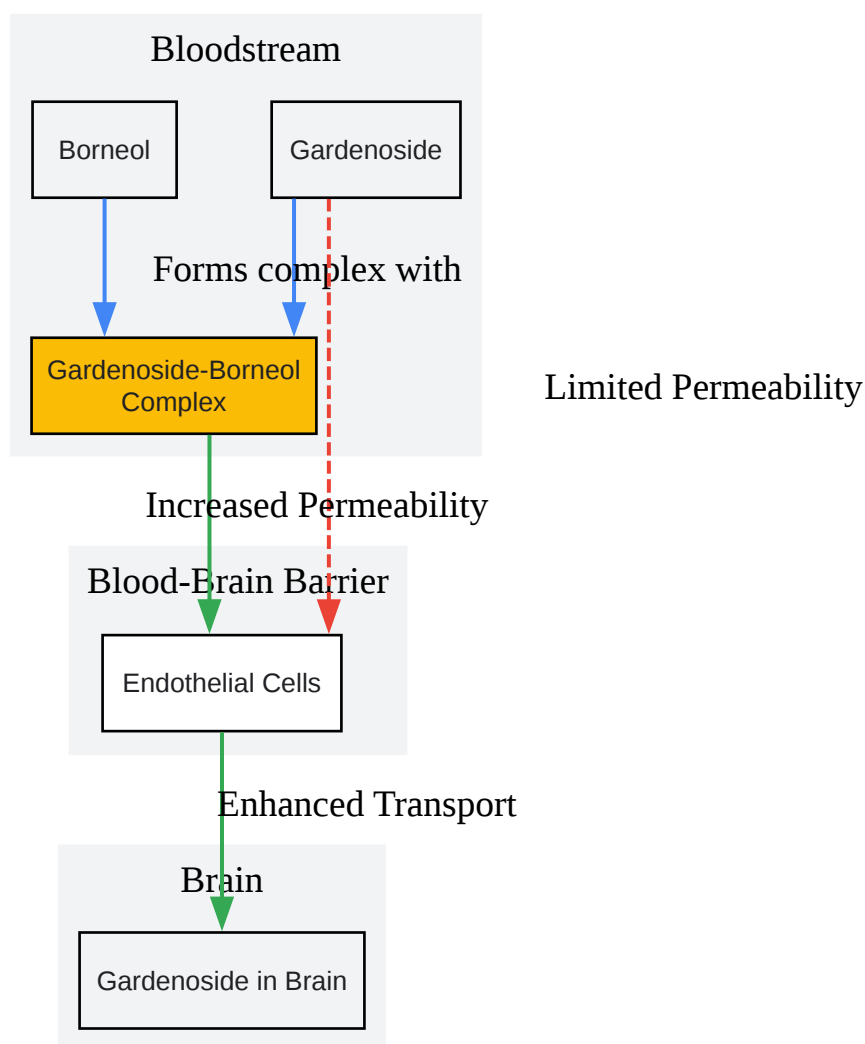 Bloodstream
Borneol
Gardenoside
Forms complex with
Gardenoside-Borneol
Complex
Limited Permeability
Increased Permeability
Blood-Brain Barrier
Endothelial Cells
Enhanced Transport
Brain
Gardenoside in Brain